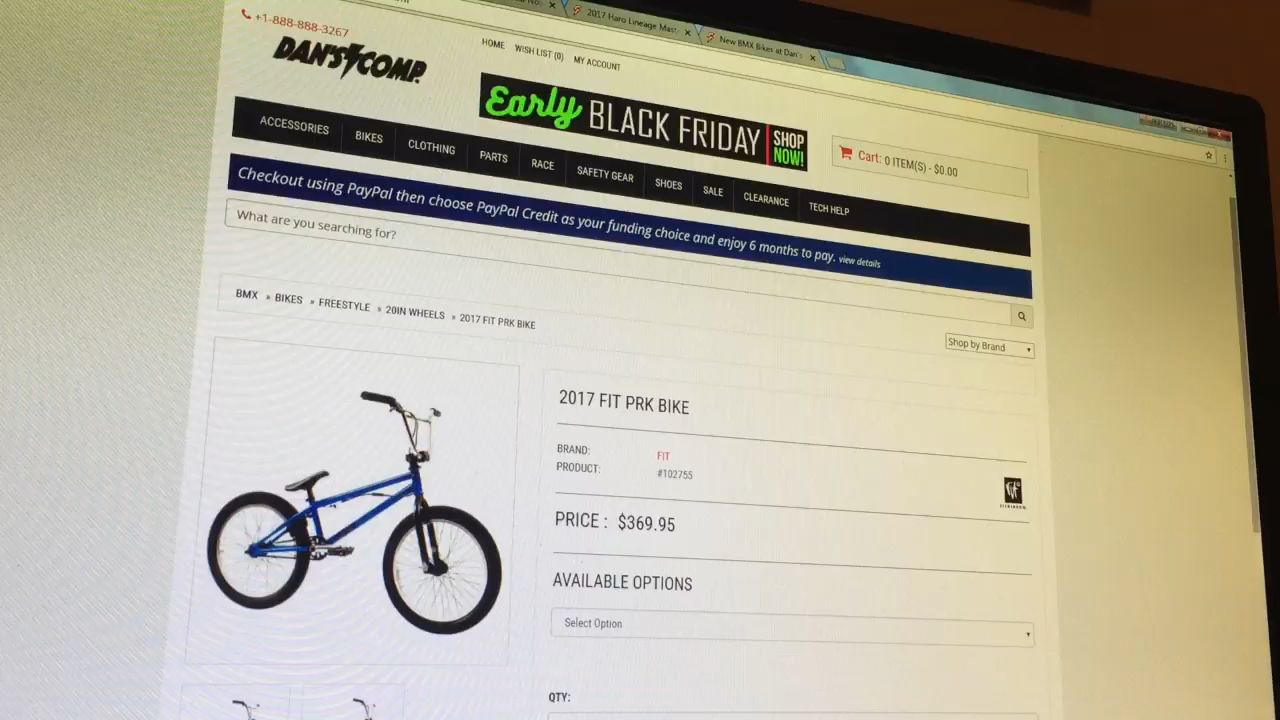 2017 Haro Lineage Mast
New BMX Bikes at Dan's
+1-888-888-3267
DAN'S COMP.
HOME WISH LIST (0) MY ACCOUNT
Early BLACK FRIDAY SHOP NOW!
Cart: 0 ITEM(S) - $0.00
ACCESSORIES BIKES CLOTHING PARTS RACE SAFETY GEAR SHOES SALE CLEARANCE TECH HELP
Checkout using PayPal then choose PayPal Credit as your funding choice and enjoy 6 months to pay. view details
What are you searching for?
BMX » BIKES » FREESTYLE » 20IN WHEELS » 2017 FIT PRK BIKE
Shop by Brand
2017 FIT PRK BIKE
BRAND: FIT
PRODUCT: #102755
PRICE : $369.95
AVAILABLE OPTIONS
Select Option
QTY: